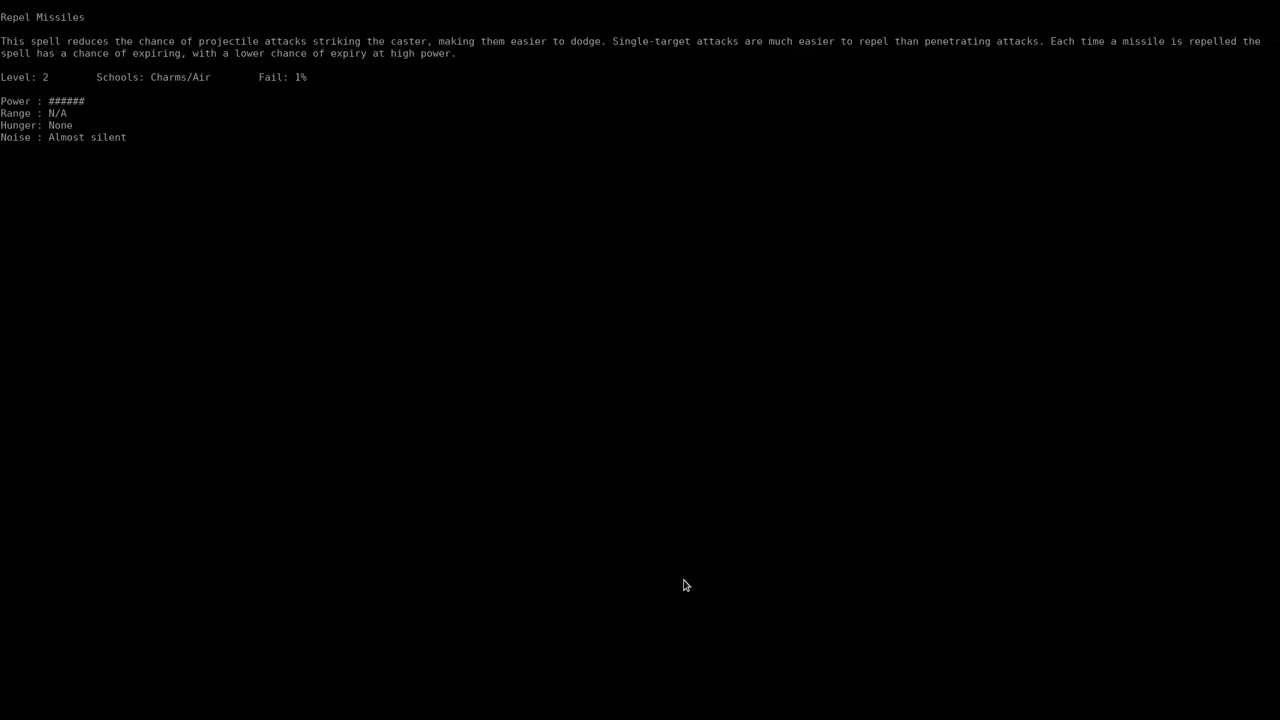 Repel Missiles
This spell reduces the chance of projectile attacks striking the caster, making them easier to dodge. Single-target attacks are much easier to repel than penetrating attacks. Each time a missile is repelled the
spell has a chance of expiring, with a lower chance of expiry at high power.
Level: 2        Schools: Charms/Air        Fail: 1%
Power : ######
Range : N/A
Hunger: None
Noise : Almost silent